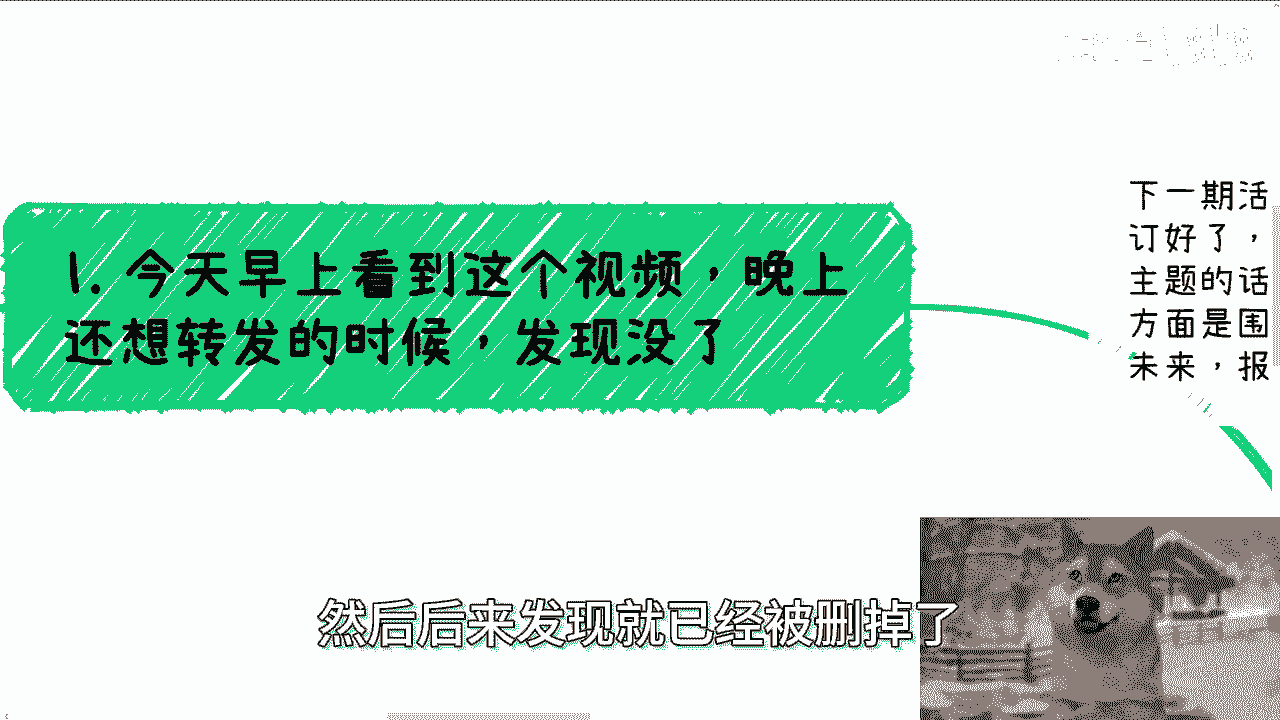 1. 今天早上看到这个视频，晚上
还想转发的时候，发现没了
下一期活
订好了，
主题的话
方面是围
未来，报
然后后来发现就已经被删掉了